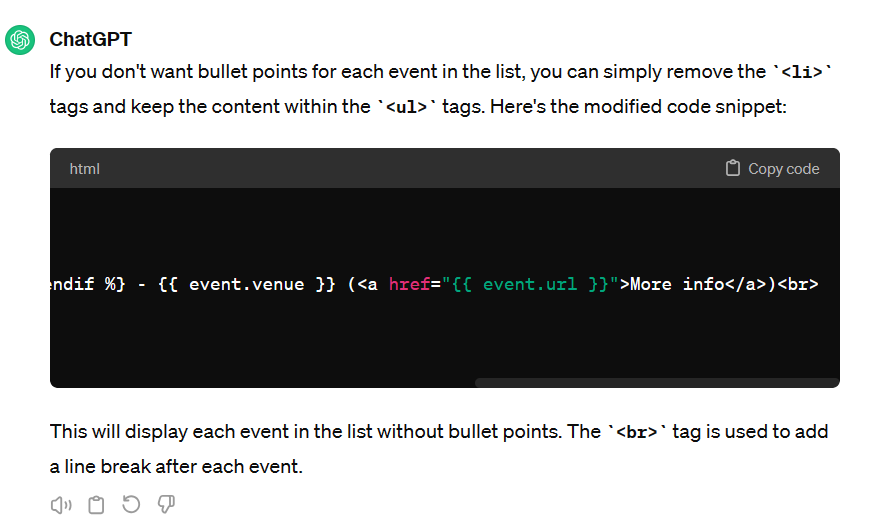 ChatGPT
If you don't want bullet points for each event in the list, you can simply remove the `<li>`
tags and keep the content within the `<ul>` tags. Here's the modified code snippet:
html
Copy code
ndif %} - {{ event.venue }} (<a href="{{ event.url }}">More info</a>)<br>
This will display each event in the list without bullet points. The `<br>` tag is used to add
a line break after each event.